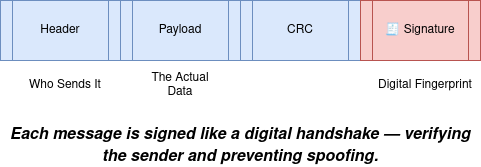 Header Payload CRC 🧾 Signature
Who Sends It The Actual Data Digital Fingerprint
Each message is signed like a digital handshake — verifying
the sender and preventing spoofing.